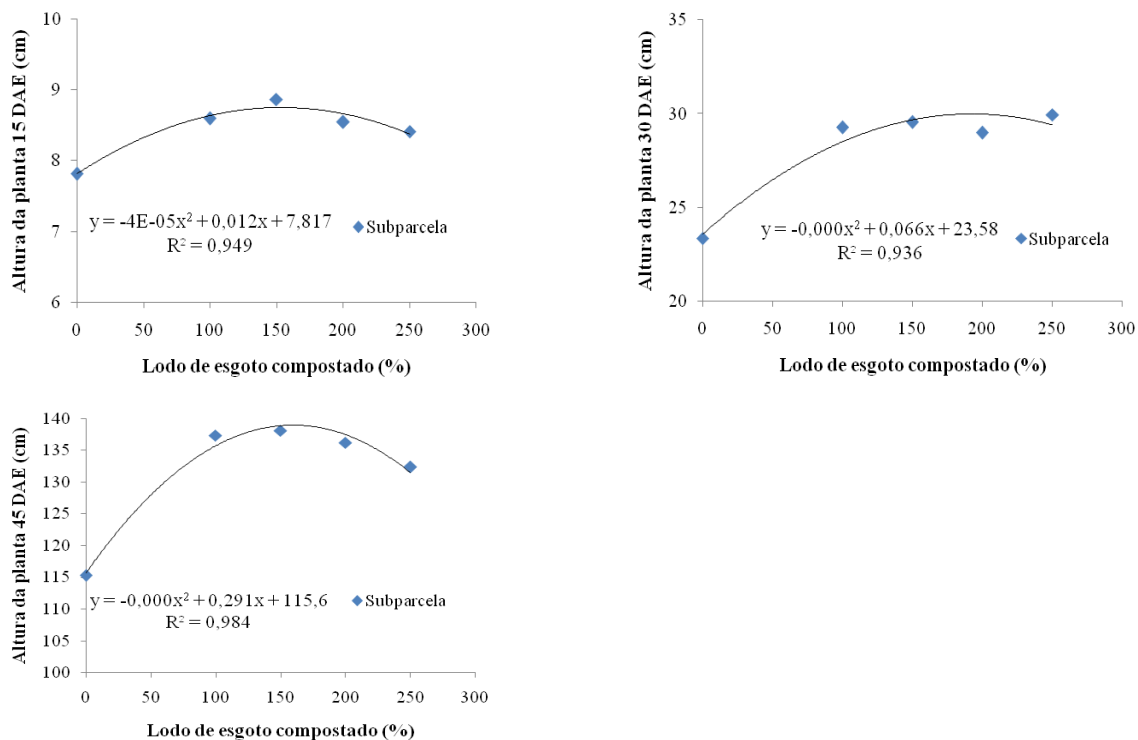 Altura da planta 15 DAE (cm)
10
9
8
7
6
y = -4E-05x² + 0,012x + 7,817
R² = 0,949
Subparcela
0 50 100 150 200 250 300
Lodo de esgoto compostado (%)
Altura da planta 30 DAE (cm)
35
30
25
20
y = -0,000x² + 0,066x + 23,58
R² = 0,936
Subparcela
0 50 100 150 200 250 300
Lodo de esgoto compostado (%)
Altura da planta 45 DAE (cm)
140
135
130
125
120
115
110
105
100
y = -0,000x² + 0,291x + 115,6
R² = 0,984
Subparcela
0 50 100 150 200 250 300
Lodo de esgoto compostado (%)